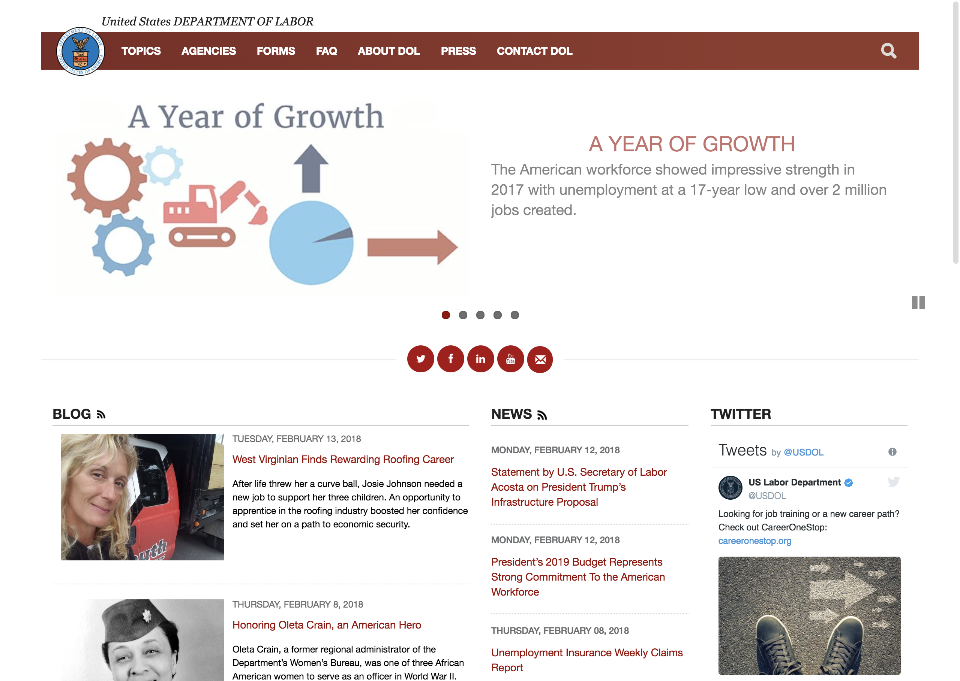 United States DEPARTMENT OF LABOR
TOPICS AGENCIES FORMS FAQ ABOUT DOL PRESS CONTACT DOL
A Year of Growth
A YEAR OF GROWTH
The American workforce showed impressive strength in
2017 with unemployment at a 17-year low and over 2 million
jobs created.
BLOG
TUESDAY, FEBRUARY 13, 2018
West Virginian Finds Rewarding Roofing Career
After life threw her a curve ball, Josie Johnson needed a
new job to support her three children. An opportunity to
apprentice in the roofing industry boosted her confidence
and set her on a path to economic security.
THURSDAY, FEBRUARY 8, 2018
Honoring Oleta Crain, an American Hero
Oleta Crain, a former regional administrator of the
Department's Women's Bureau, was one of three African
American women to serve as an officer in World War II.
NEWS
MONDAY, FEBRUARY 12, 2018
Statement by U.S. Secretary of Labor
Acosta on President Trump's
Infrastructure Proposal
MONDAY, FEBRUARY 12, 2018
President's 2019 Budget Represents
Strong Commitment To the American
Workforce
THURSDAY, FEBRUARY 08, 2018
Unemployment Insurance Weekly Claims
Report
TWITTER
Tweets by @USDOL
US Labor Department
@USDOL
Looking for job training or a new career path?
Check out CareerOneStop:
careeronestop.org